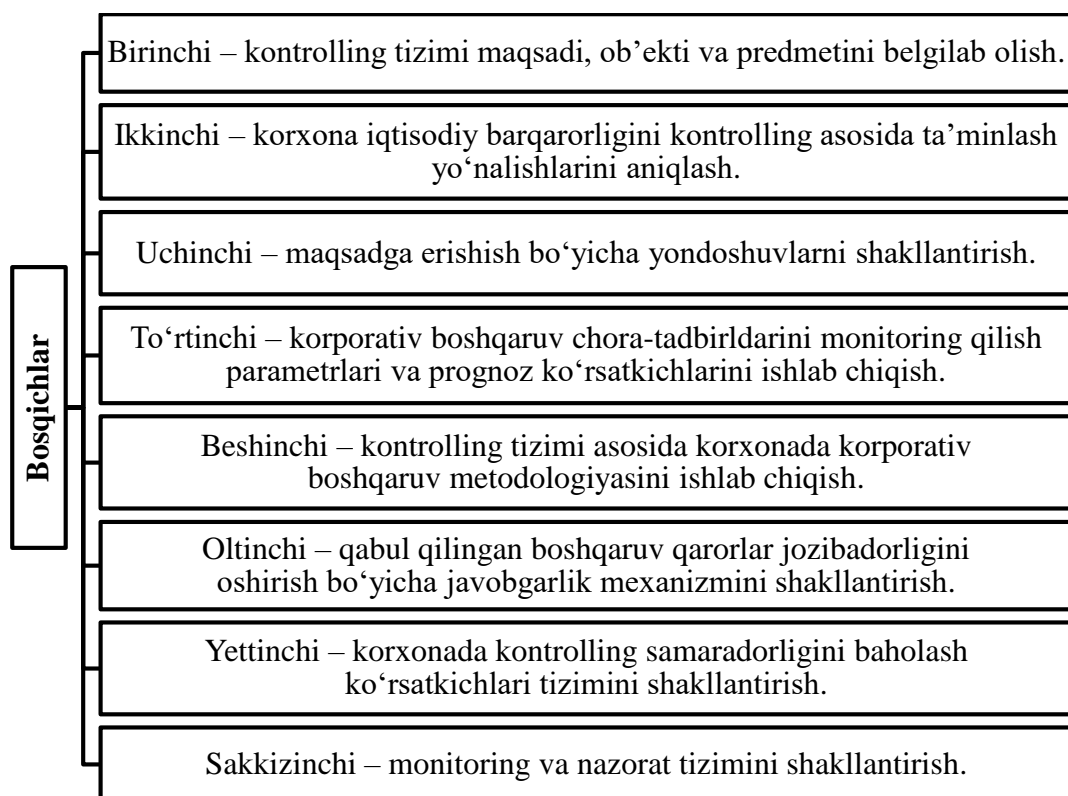 Bosqichlar
Birinchi – kontrolling tizimi maqsadi, ob’ekti va predmetini belgilab olish.
Ikkinchi – korxona iqtisodiy barqarorligini kontrolling asosida ta’minlash
yo‘nalishlarini aniqlash.
Uchinchi – maqsadga erishish bo‘yicha yondoshuvlarni shakllantirish.
To‘rtinchi – korporativ boshqaruv chora-tadbirldarini monitoring qilish
parametrlari va prognoz ko‘rsatkichlarini ishlab chiqish.
Beshinchi – kontrolling tizimi asosida korxonada korporativ
boshqaruv metodologiyasini ishlab chiqish.
Oltinchi – qabul qilingan boshqaruv qarorlar jozibadorligini
oshirish bo‘yicha javobgarlik mexanizmini shakllantirish.
Yettinchi – korxonada kontrolling samaradorligini baholash
ko‘rsatkichlari tizimini shakllantirish.
Sakkizinchi – monitoring va nazorat tizimini shakllantirish.